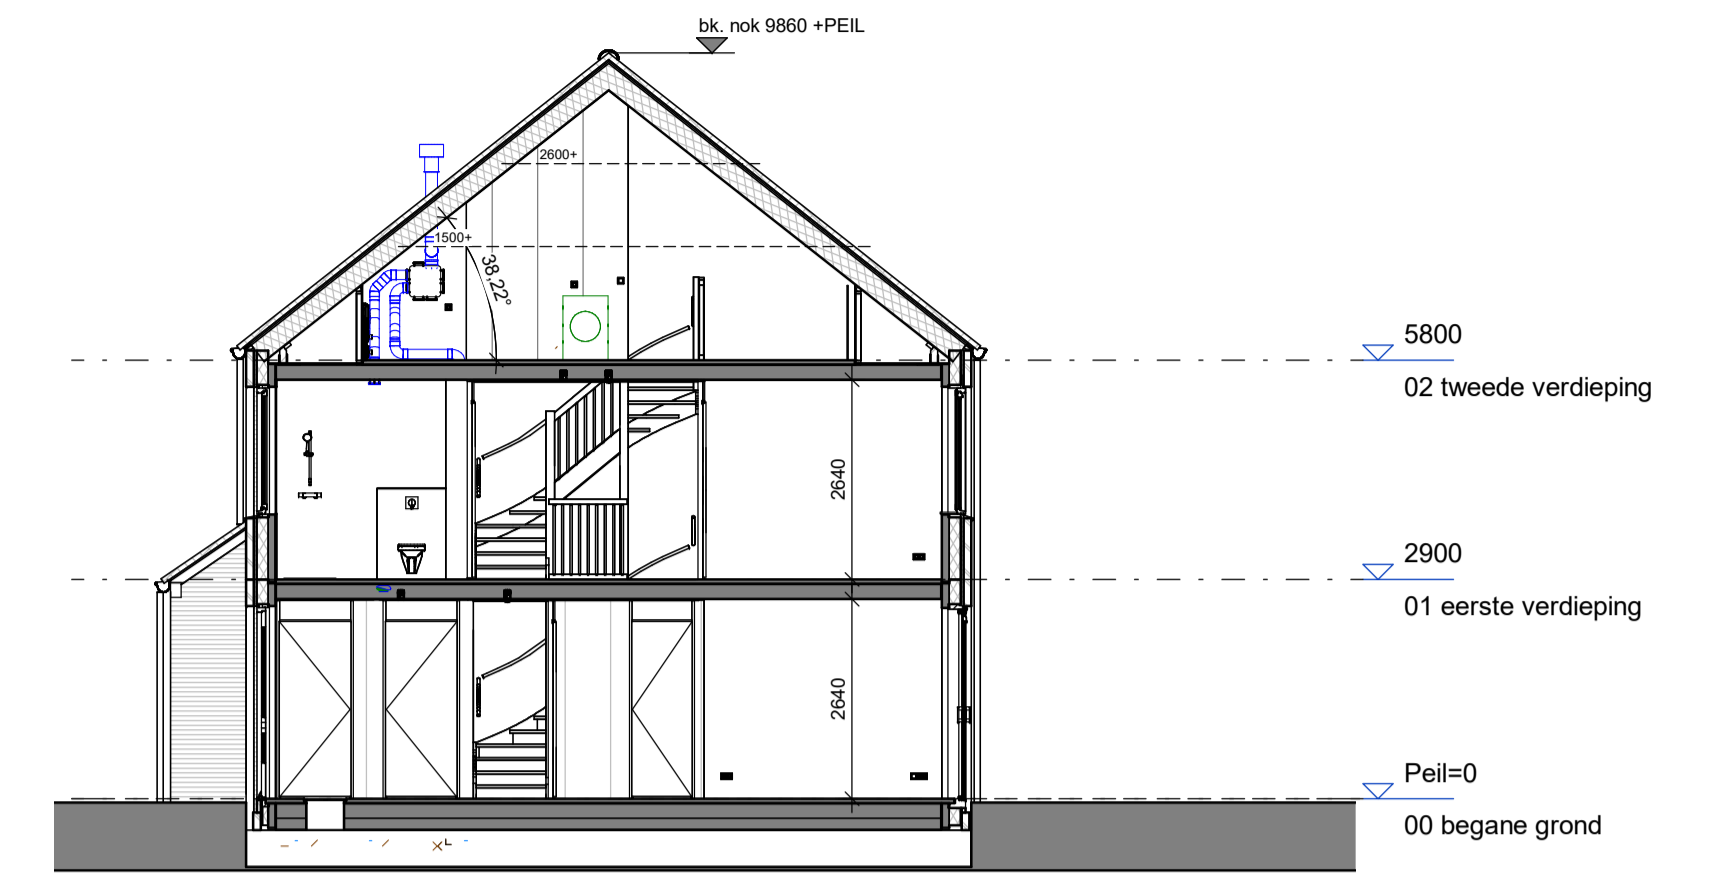 bk. nok 9860 +PEIL
2600+
1500+
38,22°
5800
02 tweede verdieping
2640
2900
01 eerste verdieping
2640
Peil=0
00 begane grond
L